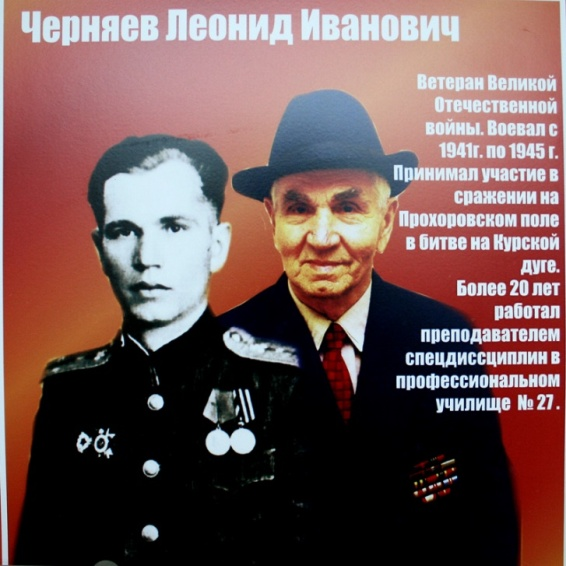 Черняев Леонид Иванович
Ветеран Великой
Отечественной
войны. Воевал с
1941г. по 1945 г.
Принимал участие в
сражении на
Прохоровском поле
в битве на Курской
дуге.
Более 20 лет
работал
преподавателем
спецдиссциплин в
профессиональном
училище № 27 .